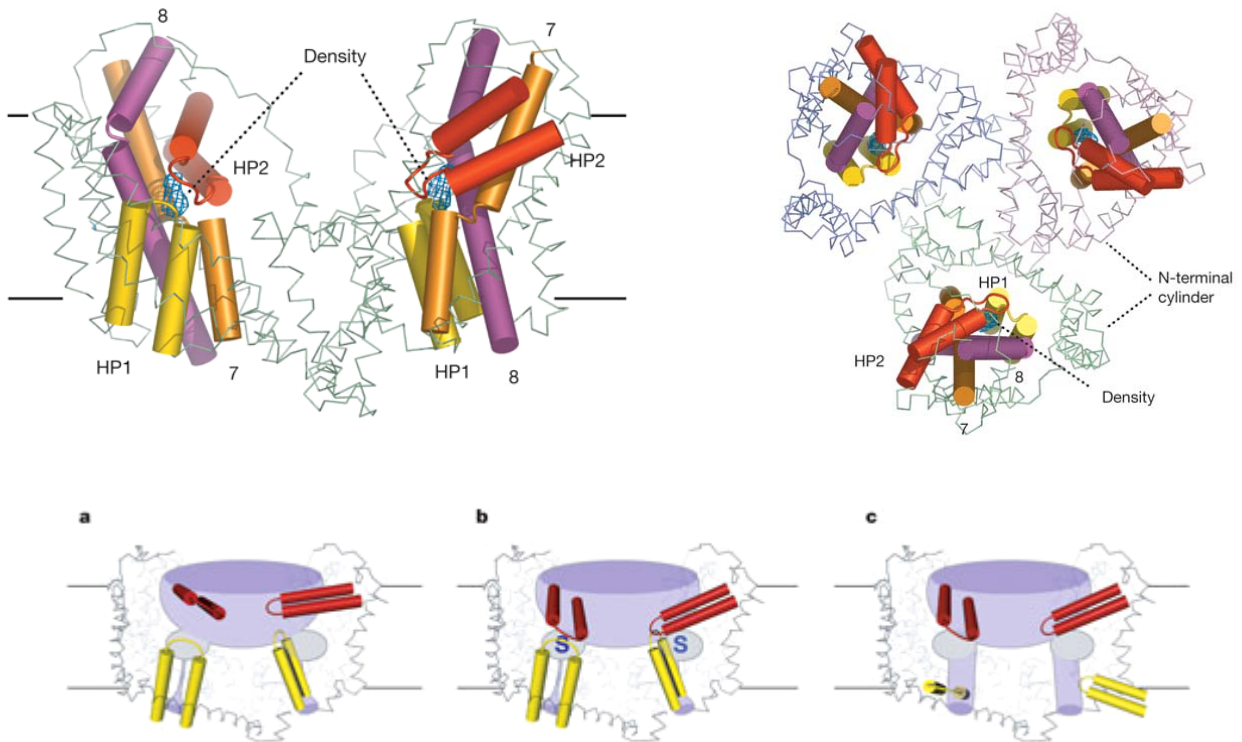 8
7
Density
HP2
HP2
HP1
7
HP1
8
N-terminal
cylinder
HP1
HP2
8
Density
7
a
b
c
S
S